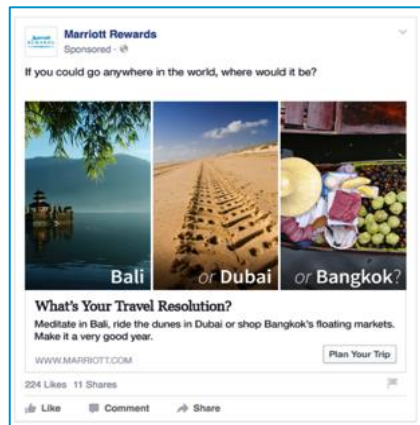 Marriott
REWARDS
Marriott Rewards
Sponsored ·
If you could go anywhere in the world, where would it be?
Bali
or Dubai
or Bangkok?
What's Your Travel Resolution?
Meditate in Bali, ride the dunes in Dubai or shop Bangkok's floating markets.
Make it a very good year.
WWW.MARRIOTT.COM
Plan Your Trip
224 Likes 11 Shares
Like Comment Share